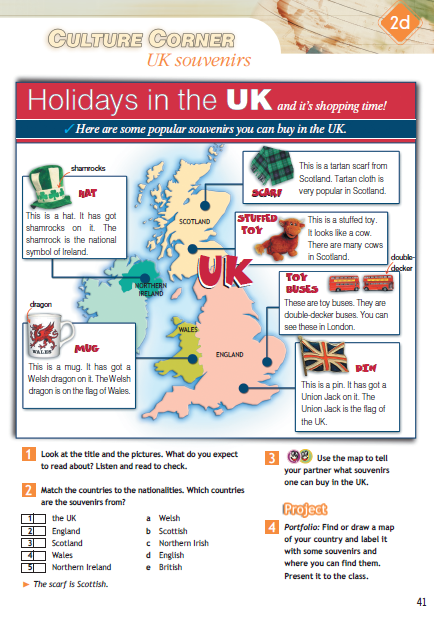 2d
CULTURE CORNER
UK souvenirs
Holidays in the UK and it's shopping time!
✓ Here are some popular souvenirs you can buy in the UK.
shamrocks
HAT
This is a hat. It has got
shamrocks on it. The
shamrock is the national
symbol of Ireland.
SCARF
This is a tartan scarf from
Scotland. Tartan cloth is
very popular in Scotland.
STUFFED
TOY
This is a stuffed toy.
It looks like a cow.
There are many cows
in Scotland.
double-
decker
TOY
BUSES
These are toy buses. They are
double-decker buses. You can
see these in London.
SCOTLAND
UK
NORTHERN
IRELAND
WALES
ENGLAND
dragon
WALES
MUG
This is a mug. It has got a
Welsh dragon on it. The Welsh
dragon is on the flag of Wales.
PIN
This is a pin. It has got a
Union Jack on it. The
Union Jack is the flag of
the UK.
1 Look at the title and the pictures. What do you expect
to read about? Listen and read to check.
2 Match the countries to the nationalities. Which countries
are the souvenirs from?
1 the UK a Welsh
2 England b Scottish
3 Scotland c Northern Irish
4 Wales d English
5 Northern Ireland e British
► The scarf is Scottish.
3 Use the map to tell
your partner what souvenirs
one can buy in the UK.
Project
4 Portfolio: Find or draw a map
of your country and label it
with some souvenirs and
where you can find them.
Present it to the class.
41